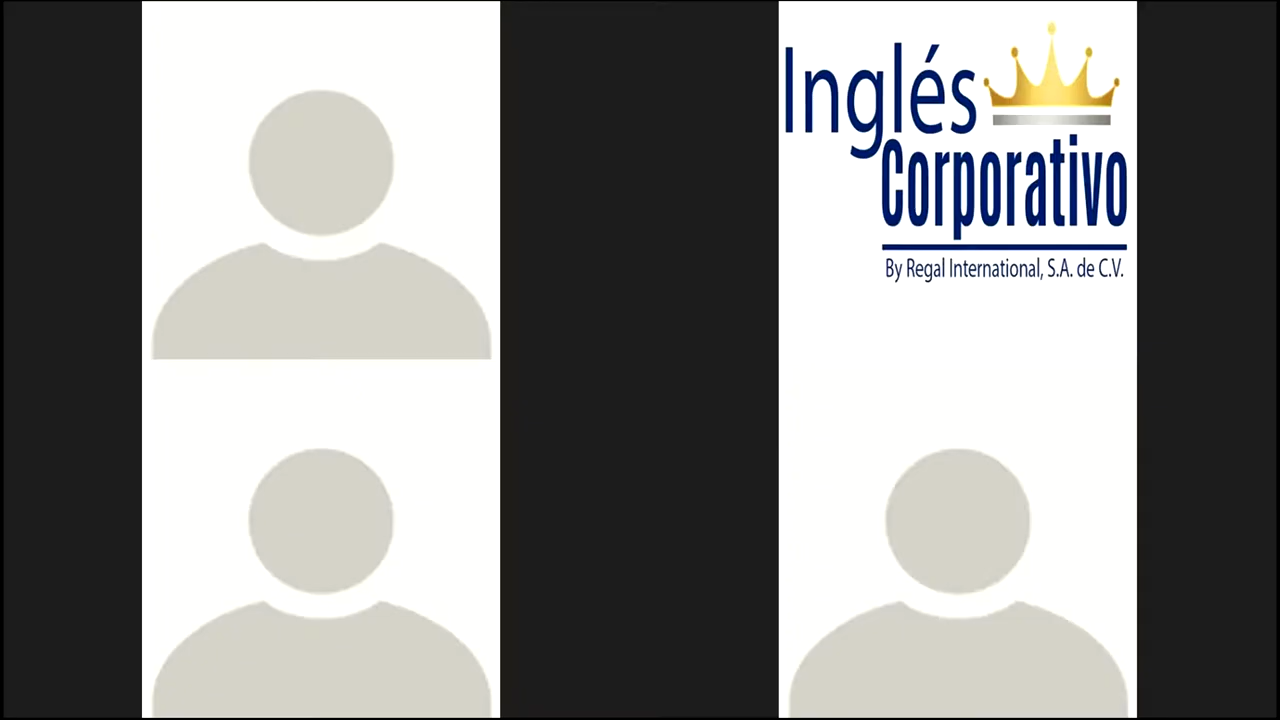 Inglés
Corporativo
By Regal International, S.A. de C.V.